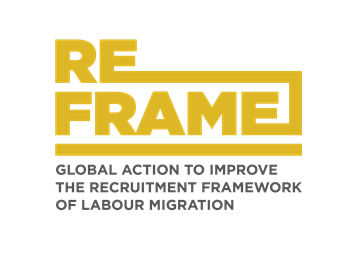 RE
FRAME
GLOBAL ACTION TO IMPROVE
THE RECRUITMENT FRAMEWORK
OF LABOUR MIGRATION